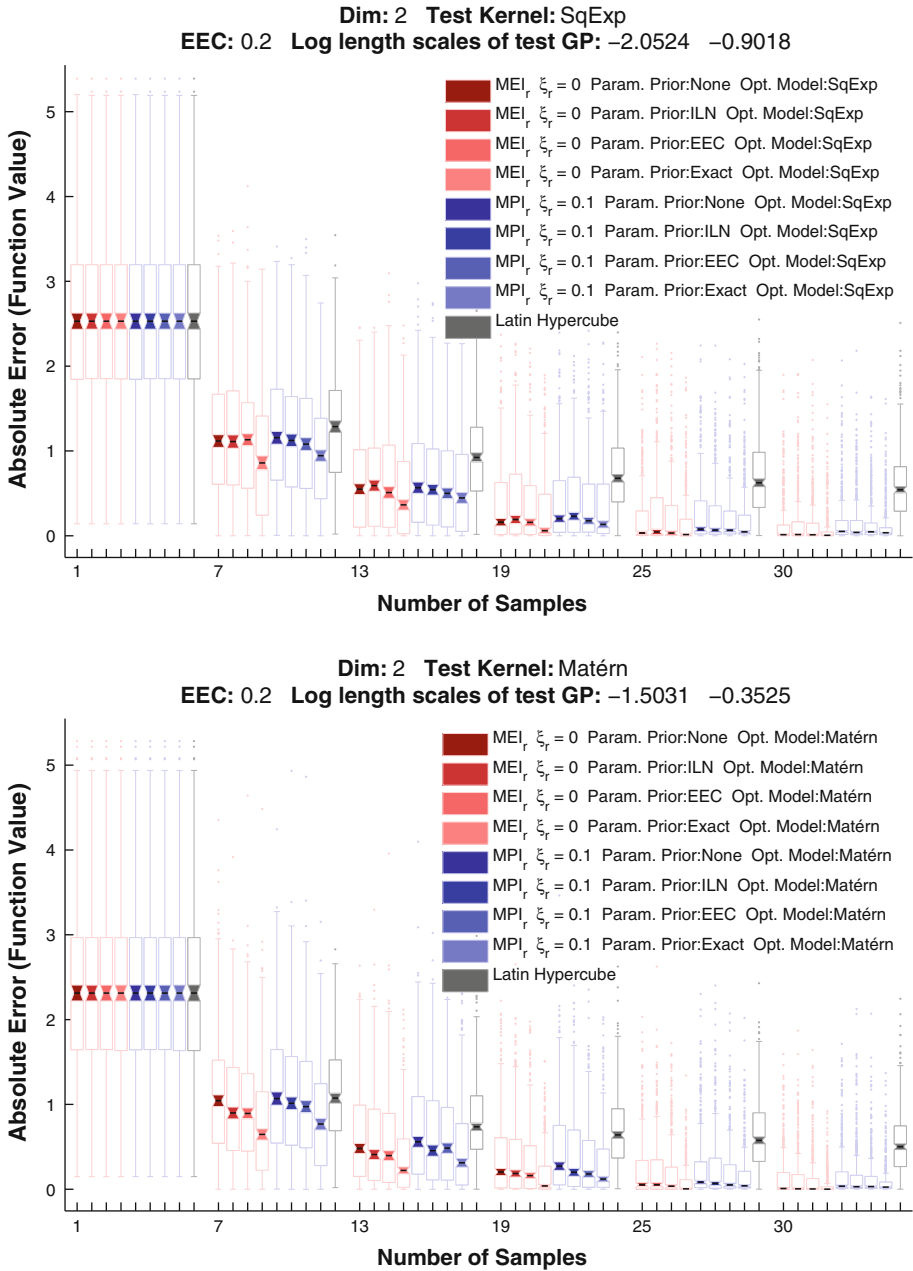 Dim: 2 Test Kernel: SqExp
EEC: 0.2 Log length scales of test GP: −2.0524 −0.9018
Absolute Error (Function Value)
5
4
3
2
1
0
MEIr ξr = 0 Param. Prior:None Opt. Model:SqExp
MEIr ξr = 0 Param. Prior:ILN Opt. Model:SqExp
MEIr ξr = 0 Param. Prior:EEC Opt. Model:SqExp
MEIr ξr = 0 Param. Prior:Exact Opt. Model:SqExp
MPIr ξr = 0.1 Param. Prior:None Opt. Model:SqExp
MPIr ξr = 0.1 Param. Prior:ILN Opt. Model:SqExp
MPIr ξr = 0.1 Param. Prior:EEC Opt. Model:SqExp
MPIr ξr = 0.1 Param. Prior:Exact Opt. Model:SqExp
Latin Hypercube
1 7 13 19 25 30
Number of Samples
Dim: 2 Test Kernel: Matérn
EEC: 0.2 Log length scales of test GP: −1.5031 −0.3525
Absolute Error (Function Value)
5
4
3
2
1
0
MEIr ξr = 0 Param. Prior:None Opt. Model:Matérn
MEIr ξr = 0 Param. Prior:ILN Opt. Model:Matérn
MEIr ξr = 0 Param. Prior:EEC Opt. Model:Matérn
MEIr ξr = 0 Param. Prior:Exact Opt. Model:Matérn
MPIr ξr = 0.1 Param. Prior:None Opt. Model:Matérn
MPIr ξr = 0.1 Param. Prior:ILN Opt. Model:Matérn
MPIr ξr = 0.1 Param. Prior:EEC Opt. Model:Matérn
MPIr ξr = 0.1 Param. Prior:Exact Opt. Model:Matérn
Latin Hypercube
1 7 13 19 25 30
Number of Samples